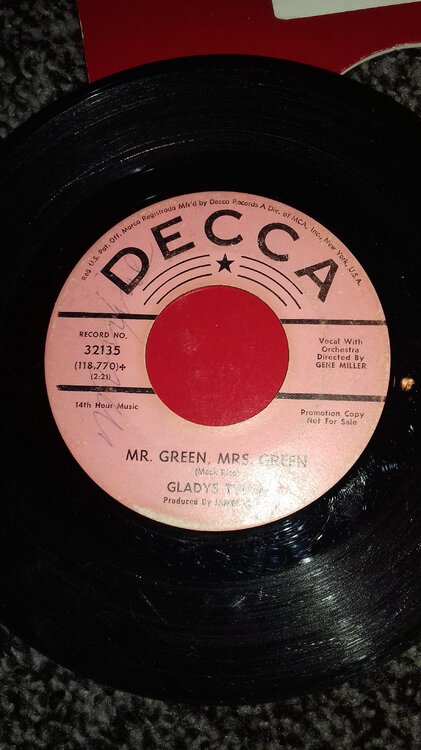 Reg. U.S. Pat. Off. Marca Registrada Mfr'd by Decca Records A Div. of MCA, Inc., New York, U.S.A.
DECCA
RECORD NO.
32135
(118,770)+
(2:21)
Vocal With
Orchestra
Directed By
GENE MILLER
14th Hour Music
Promotion Copy
Not For Sale
MR. GREEN, MRS. GREEN
(Mack Rice)
GLADYS
Produced By